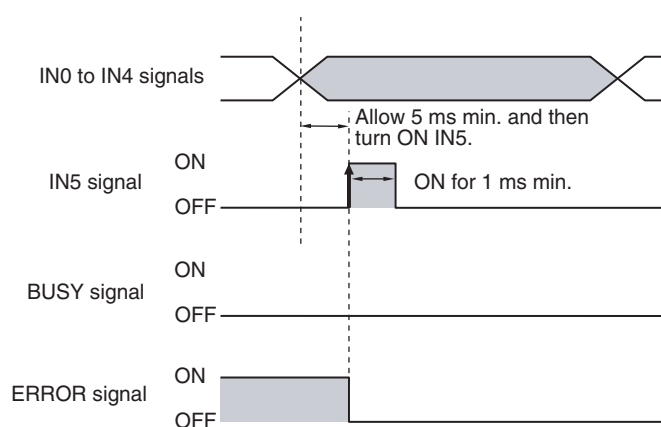 IN0 to IN4 signals
Allow 5 ms min. and then
turn ON IN5.
ON
IN5 signal
ON for 1 ms min.
OFF
ON
BUSY signal
OFF
ON
ERROR signal
OFF